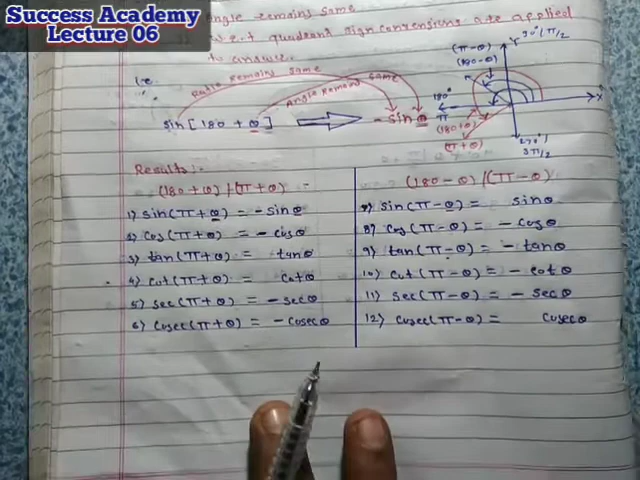 Success Academy
Lecture 06
angle remains same
w.r.t quadrant sign conversions are applied
to answer.
i.e.
Ratio remains same
Angle remains same
sin[180 + θ] ⟹ - sin θ
(π-θ)
(180-θ)
Y 90° | π/2
X
180°
π
(180+θ)
(π+θ)
270° |
3π/2
Results:-
(180+θ) | (π+θ)
1) sin(π+θ) = -sinθ
2) cos(π+θ) = - cosθ
3) tan(π+θ) = tanθ
4) cot(π+θ) = cotθ
5) sec(π+θ) = - secθ
6) cosec(π+θ) = - cosecθ
(180-θ) | (π-θ)
7) sin(π-θ) = sinθ
8) cos(π-θ) = - cosθ
9) tan(π-θ) = - tanθ
10) cot(π-θ) = - cotθ
11) sec(π-θ) = - secθ
12) cosec(π-θ) = cosecθ